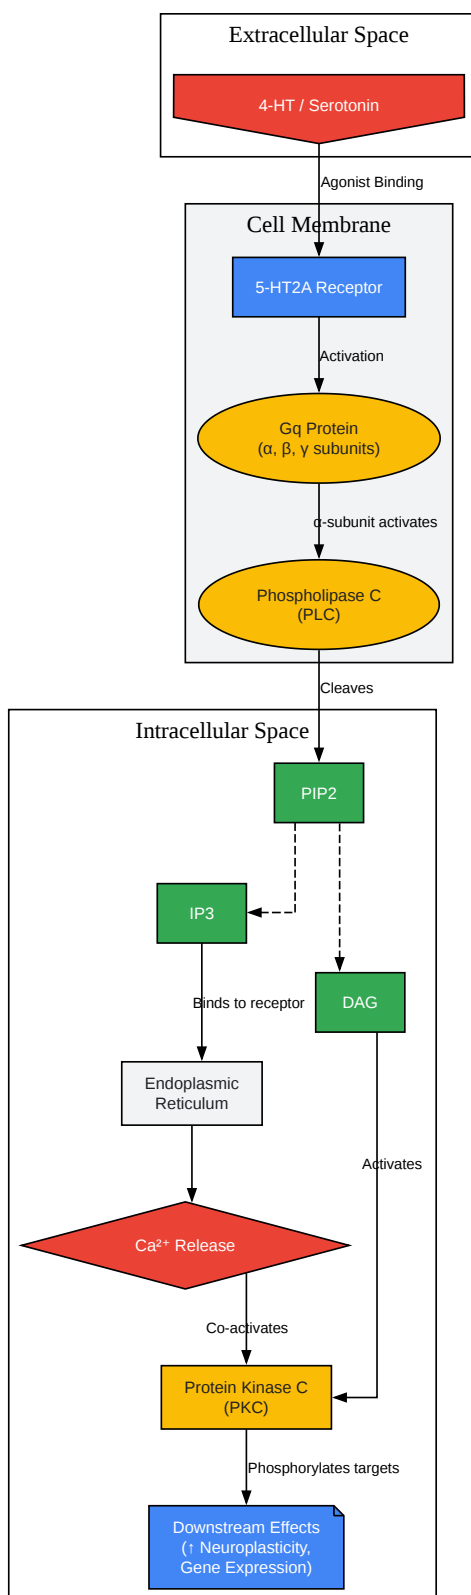 Extracellular Space
4-HT / Serotonin
Agonist Binding
Cell Membrane
5-HT2A Receptor
Activation
Gq Protein
(α, β, γ subunits)
α-subunit activates
Phospholipase C
(PLC)
Cleaves
Intracellular Space
PIP2
IP3
DAG
Binds to receptor
Endoplasmic
Reticulum
Activates
Ca²⁺ Release
Co-activates
Protein Kinase C
(PKC)
Phosphorylates targets
Downstream Effects
(↑ Neuroplasticity,
Gene Expression)